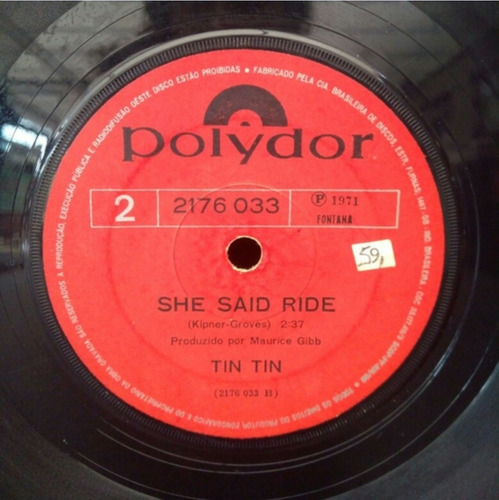 RESERVADOS A REPRODUÇÃO, EXECUÇÃO PÚBLICA E RADIODIFUSÃO DESTE DISCO ESTÃO PROIBIDAS • FABRICADO PELA CIA. BRASILEIRA DE DISCOS,
polydor
2
2176 033
P 1971
FONTANA
59,
SHE SAID RIDE
(Kipner-Groves) 2:37
Produzido por Maurice Gibb
TIN TIN
(2176 033 B)
TODOS OS DIREITOS DO PRODUTOR FONOGRÁFICO E DO PROPRIETÁRIO DA OBRA GRAVADA SÃO